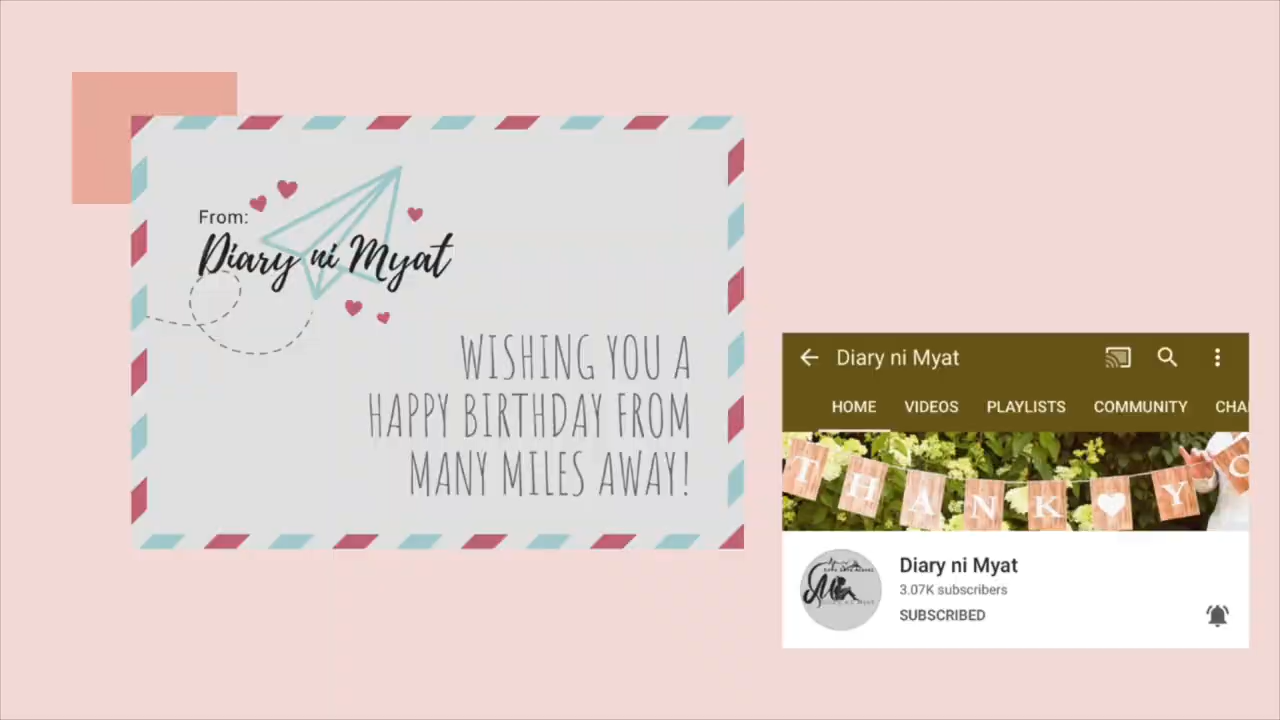 From:
Diary ni Myat
WISHING YOU A
HAPPY BIRTHDAY FROM
MANY MILES AWAY!
Diary ni Myat
HOME VIDEOS PLAYLISTS COMMUNITY CHA
THANK Y
Diary ni Myat
3.07K subscribers
SUBSCRIBED